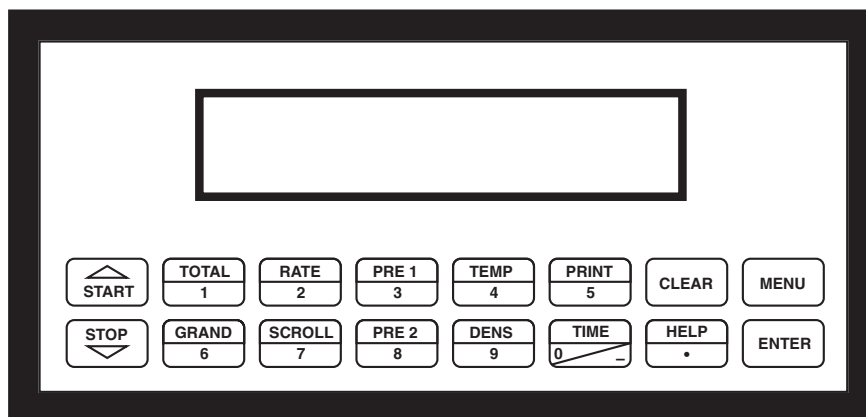 START
TOTAL 1
RATE 2
PRE 1 3
TEMP 4
PRINT 5
CLEAR
MENU
STOP
GRAND 6
SCROLL 7
PRE 2 8
DENS 9
TIME 0 –
HELP •
ENTER